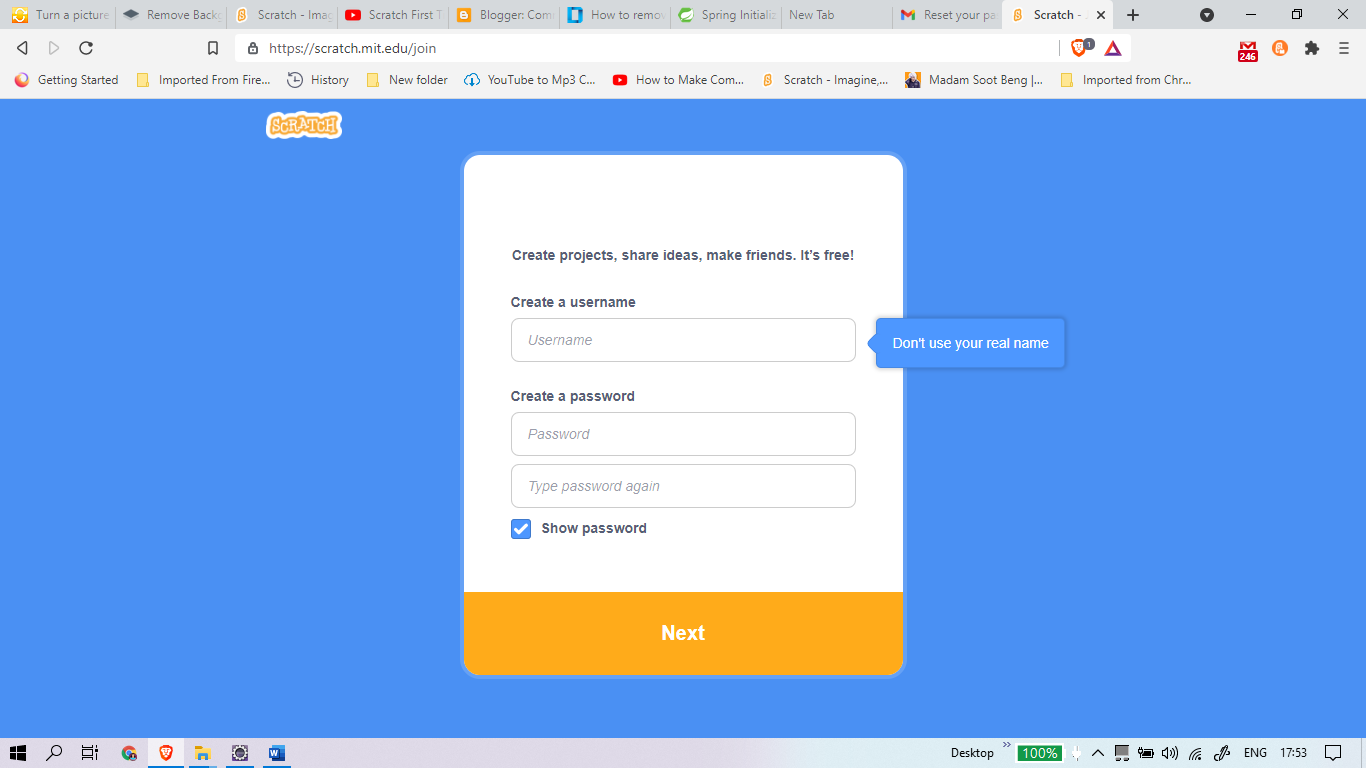 Turn a picture
Remove Back
Scratch - Imag
Scratch First T
Blogger: Com
How to remov
Spring Initializ
New Tab
Reset your pa
Scratch -
https://scratch.mit.edu/join
1
246
Getting Started
Imported From Fire...
History
New folder
YouTube to Mp3 C...
How to Make Com...
Scratch - Imagine,...
Madam Soot Beng |...
Imported from Chr...
SCRATCH
Create projects, share ideas, make friends. It's free!
Create a username
Username
Don't use your real name
Create a password
Password
Type password again
Show password
Next
Desktop
100%
ENG
17:53